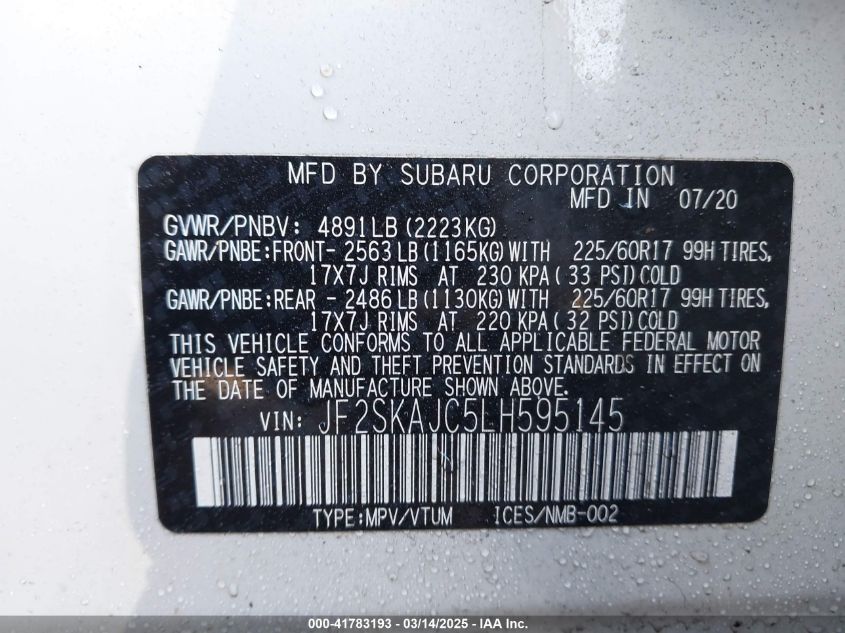 MFD BY SUBARU CORPORATION
MFD IN 07/20
GVWR/PNBV: 4891LB (2223KG)
GAWR/PNBE:FRONT- 2563 LB (1165KG) WITH 225/60R17 99H TIRES,
17X7J RIMS AT 230 KPA ( 33 PSI) COLD
GAWR/PNBE:REAR - 2486 LB (1130KG) WITH 225/60R17 99H TIRES,
17X7J RIMS AT 220 KPA ( 32 PSI) COLD
THIS VEHICLE CONFORMS TO ALL APPLICABLE FEDERAL MOTOR
VEHICLE SAFETY AND THEFT PREVENTION STANDARDS IN EFFECT ON
THE DATE OF MANUFACTURE SHOWN ABOVE.
VIN: JF2SKAJC5LH595145
TYPE:MPV/VTUM ICES/NMB-002
000-41783193 - 03/14/2025 - IAA Inc.